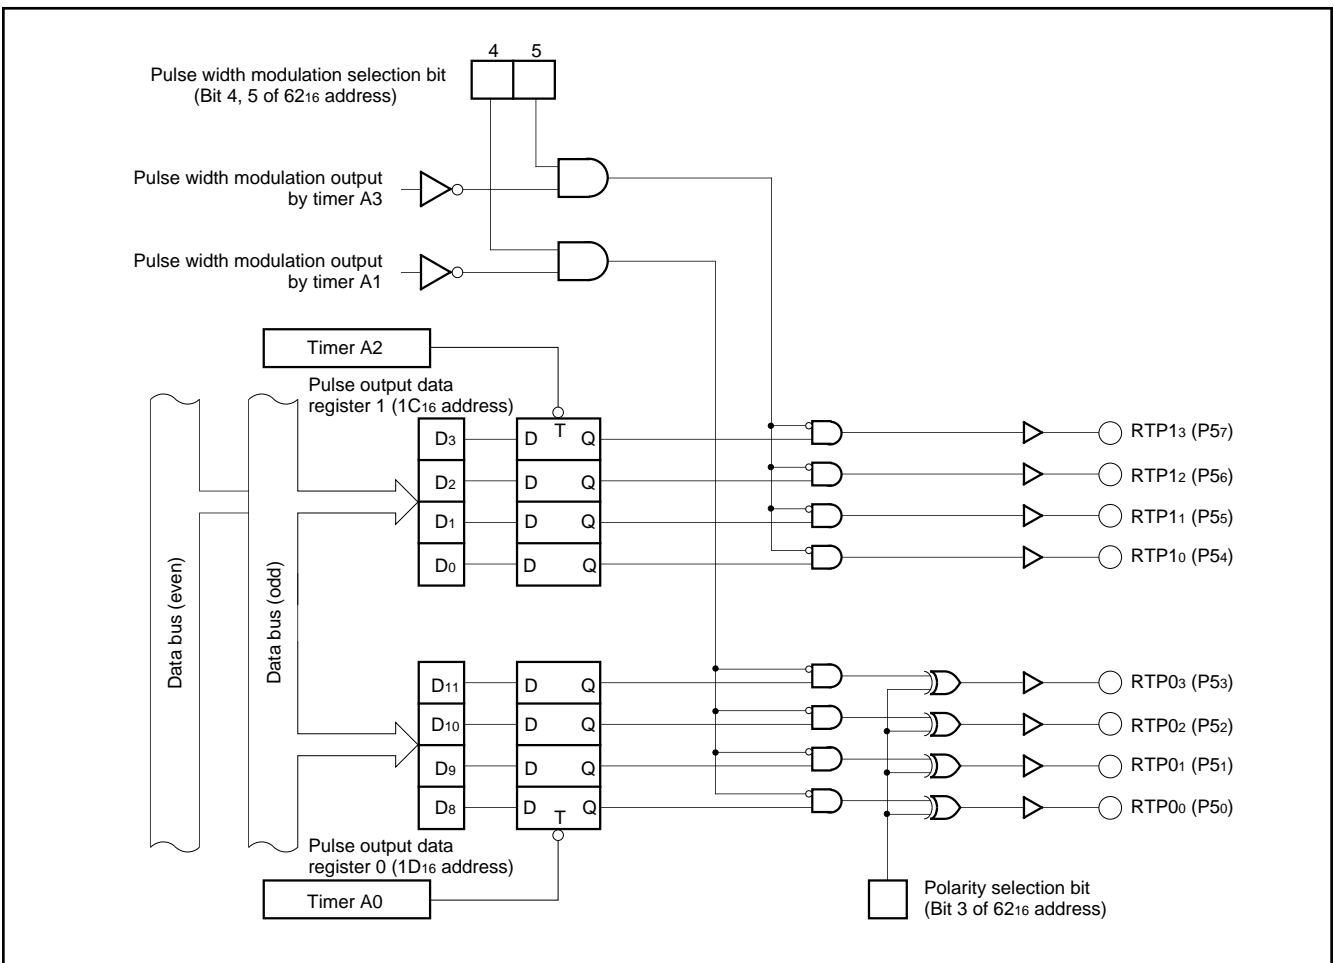 4 5
Pulse width modulation selection bit
(Bit 4, 5 of 6216 address)
Pulse width modulation output
by timer A3
Pulse width modulation output
by timer A1
Timer A2
Pulse output data
register 1 (1C16 address)
T
D3 D Q
D2 D Q
D1 D Q
D0 D Q
RTP13 (P57)
RTP12 (P56)
RTP11 (P55)
RTP10 (P54)
Data bus (even)
Data bus (odd)
D11 D Q
D10 D Q
D9 D Q
D8 D Q
T
RTP03 (P53)
RTP02 (P52)
RTP01 (P51)
RTP00 (P50)
Pulse output data
register 0 (1D16 address)
Timer A0
Polarity selection bit
(Bit 3 of 6216 address)